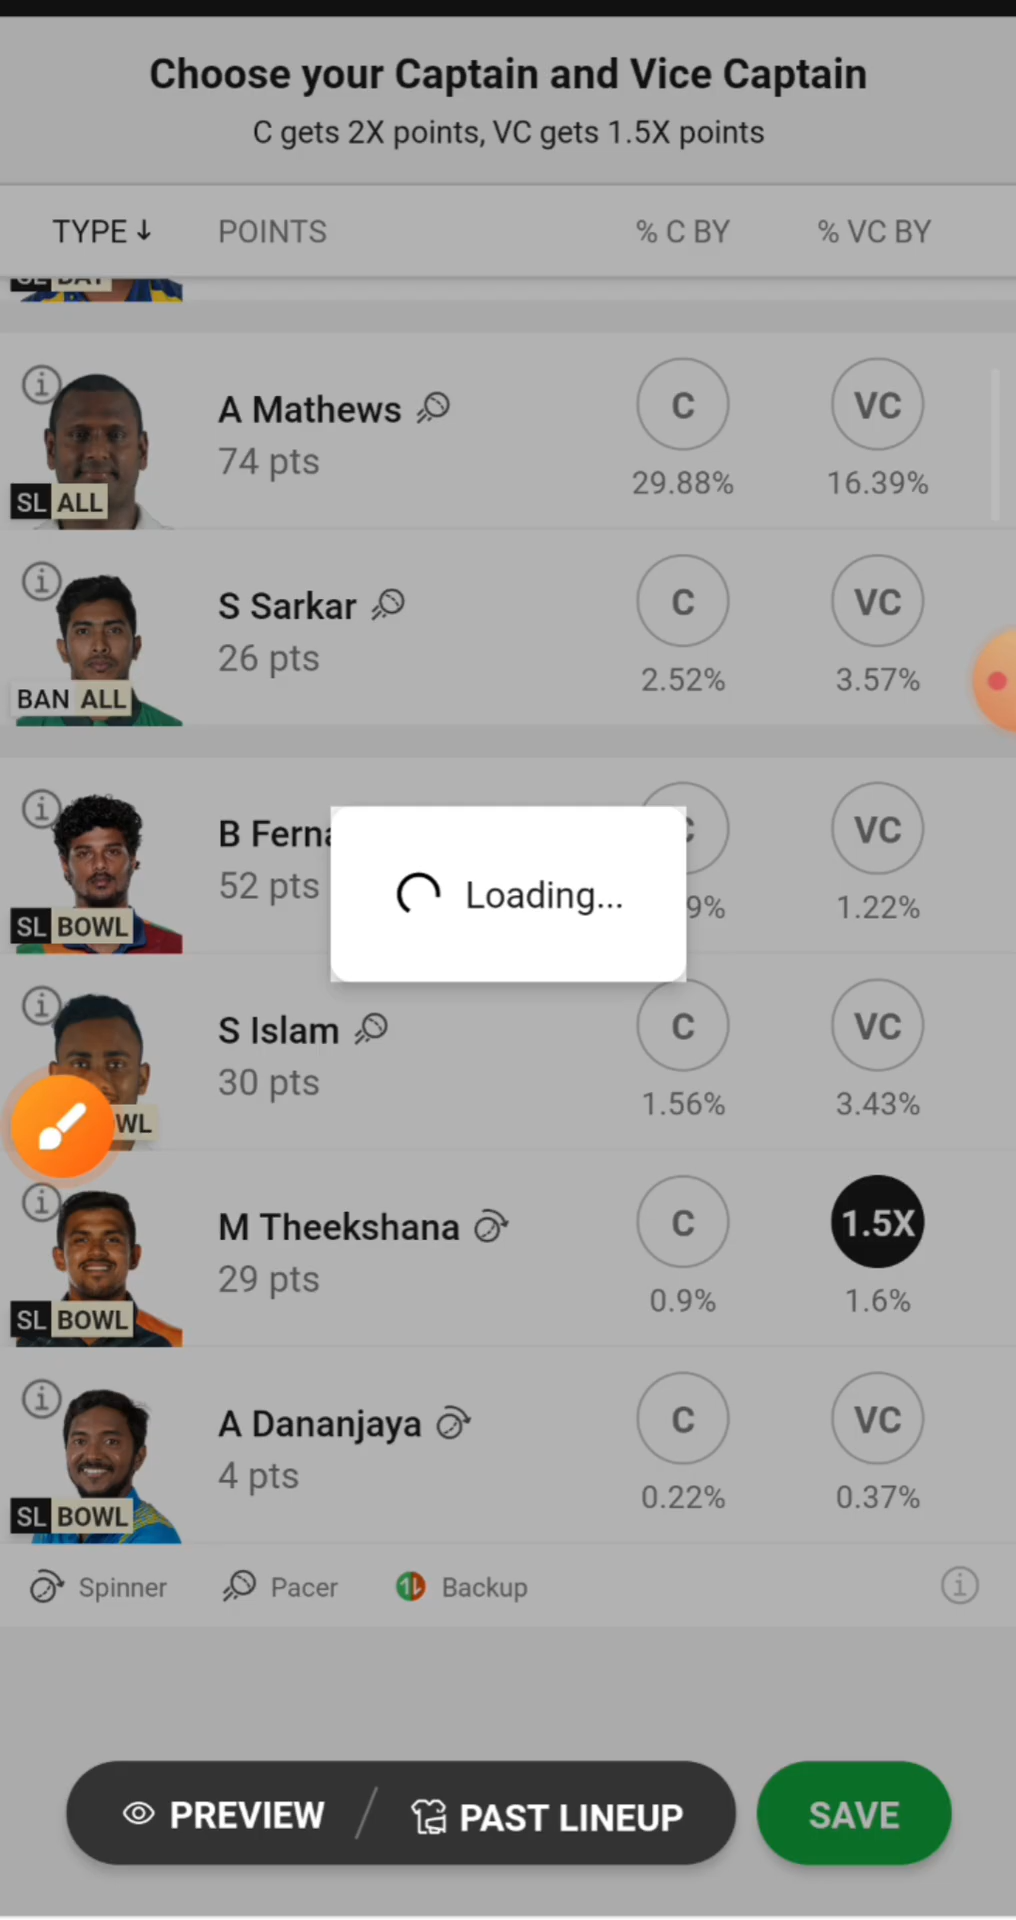 Choose your Captain and Vice Captain
C gets 2X points, VC gets 1.5X points
TYPE ↓ POINTS % C BY % VC BY
SL BAT
A Mathews C VC
74 pts 29.88% 16.39%
SL ALL
S Sarkar C VC
26 pts 2.52% 3.57%
BAN ALL
B Ferna VC
52 pts 9% 1.22%
Loading...
SL BOWL
S Islam C VC
30 pts 1.56% 3.43%
WL
M Theekshana C 1.5X
29 pts 0.9% 1.6%
SL BOWL
A Dananjaya C VC
4 pts 0.22% 0.37%
SL BOWL
Spinner Pacer Backup
PREVIEW / PAST LINEUP SAVE